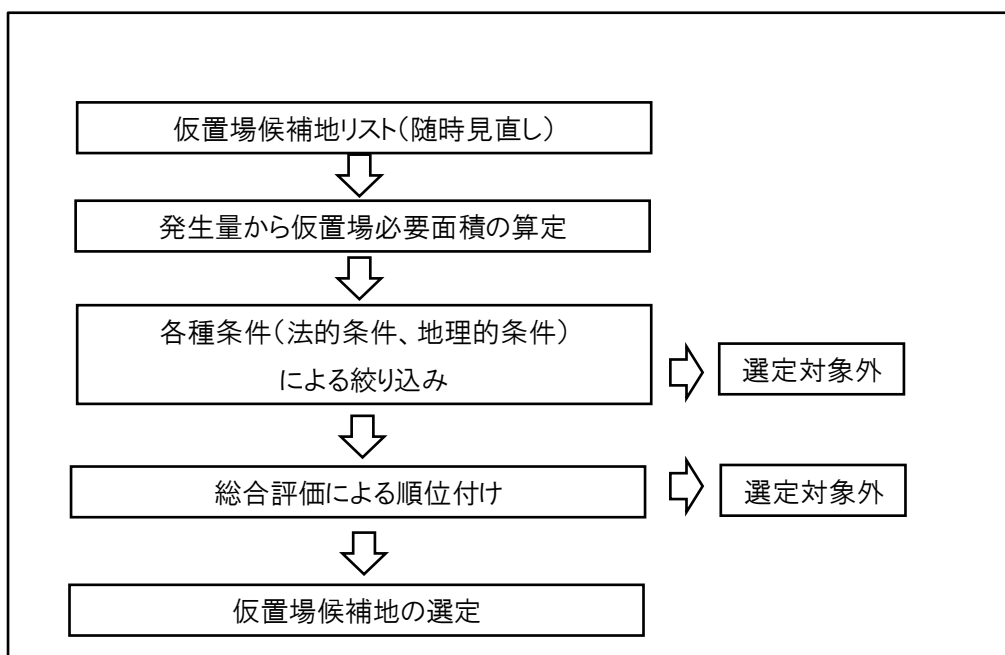 仮置場候補地リスト（随時見直し）
発生量から仮置場必要面積の算定
各種条件（法的条件、地理的条件）
による絞り込み
選定対象外
総合評価による順位付け
選定対象外
仮置場候補地の選定